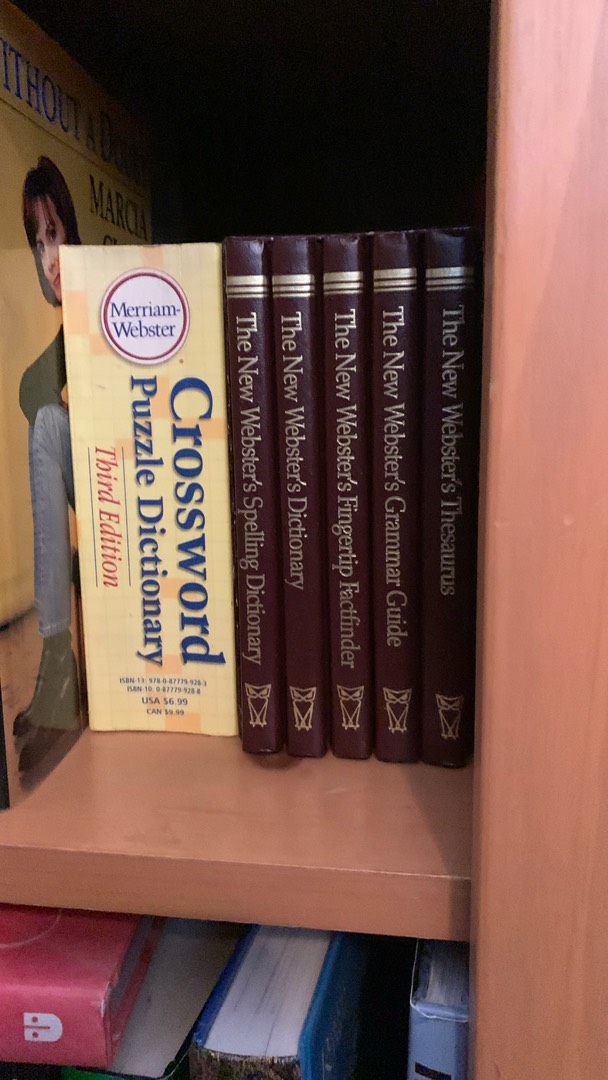 ITHOUT A
MARCIA
Merriam-
Webster
Crossword
Puzzle Dictionary
Third Edition
ISBN-13: 978-0-87779-928-3
ISBN-10: 0-87779-928-8
USA $6.99
CAN $9.99
The New Webster's Spelling Dictionary
The New Webster's Dictionary
The New Webster's Fingertip Factfinder
The New Webster's Grammar Guide
The New Webster's Thesaurus